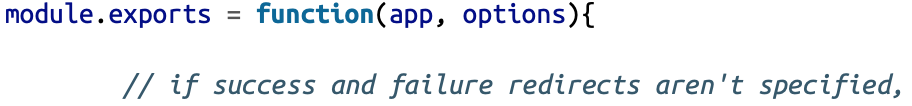 module.exports = function(app, options){
// if success and failure redirects aren't specified,